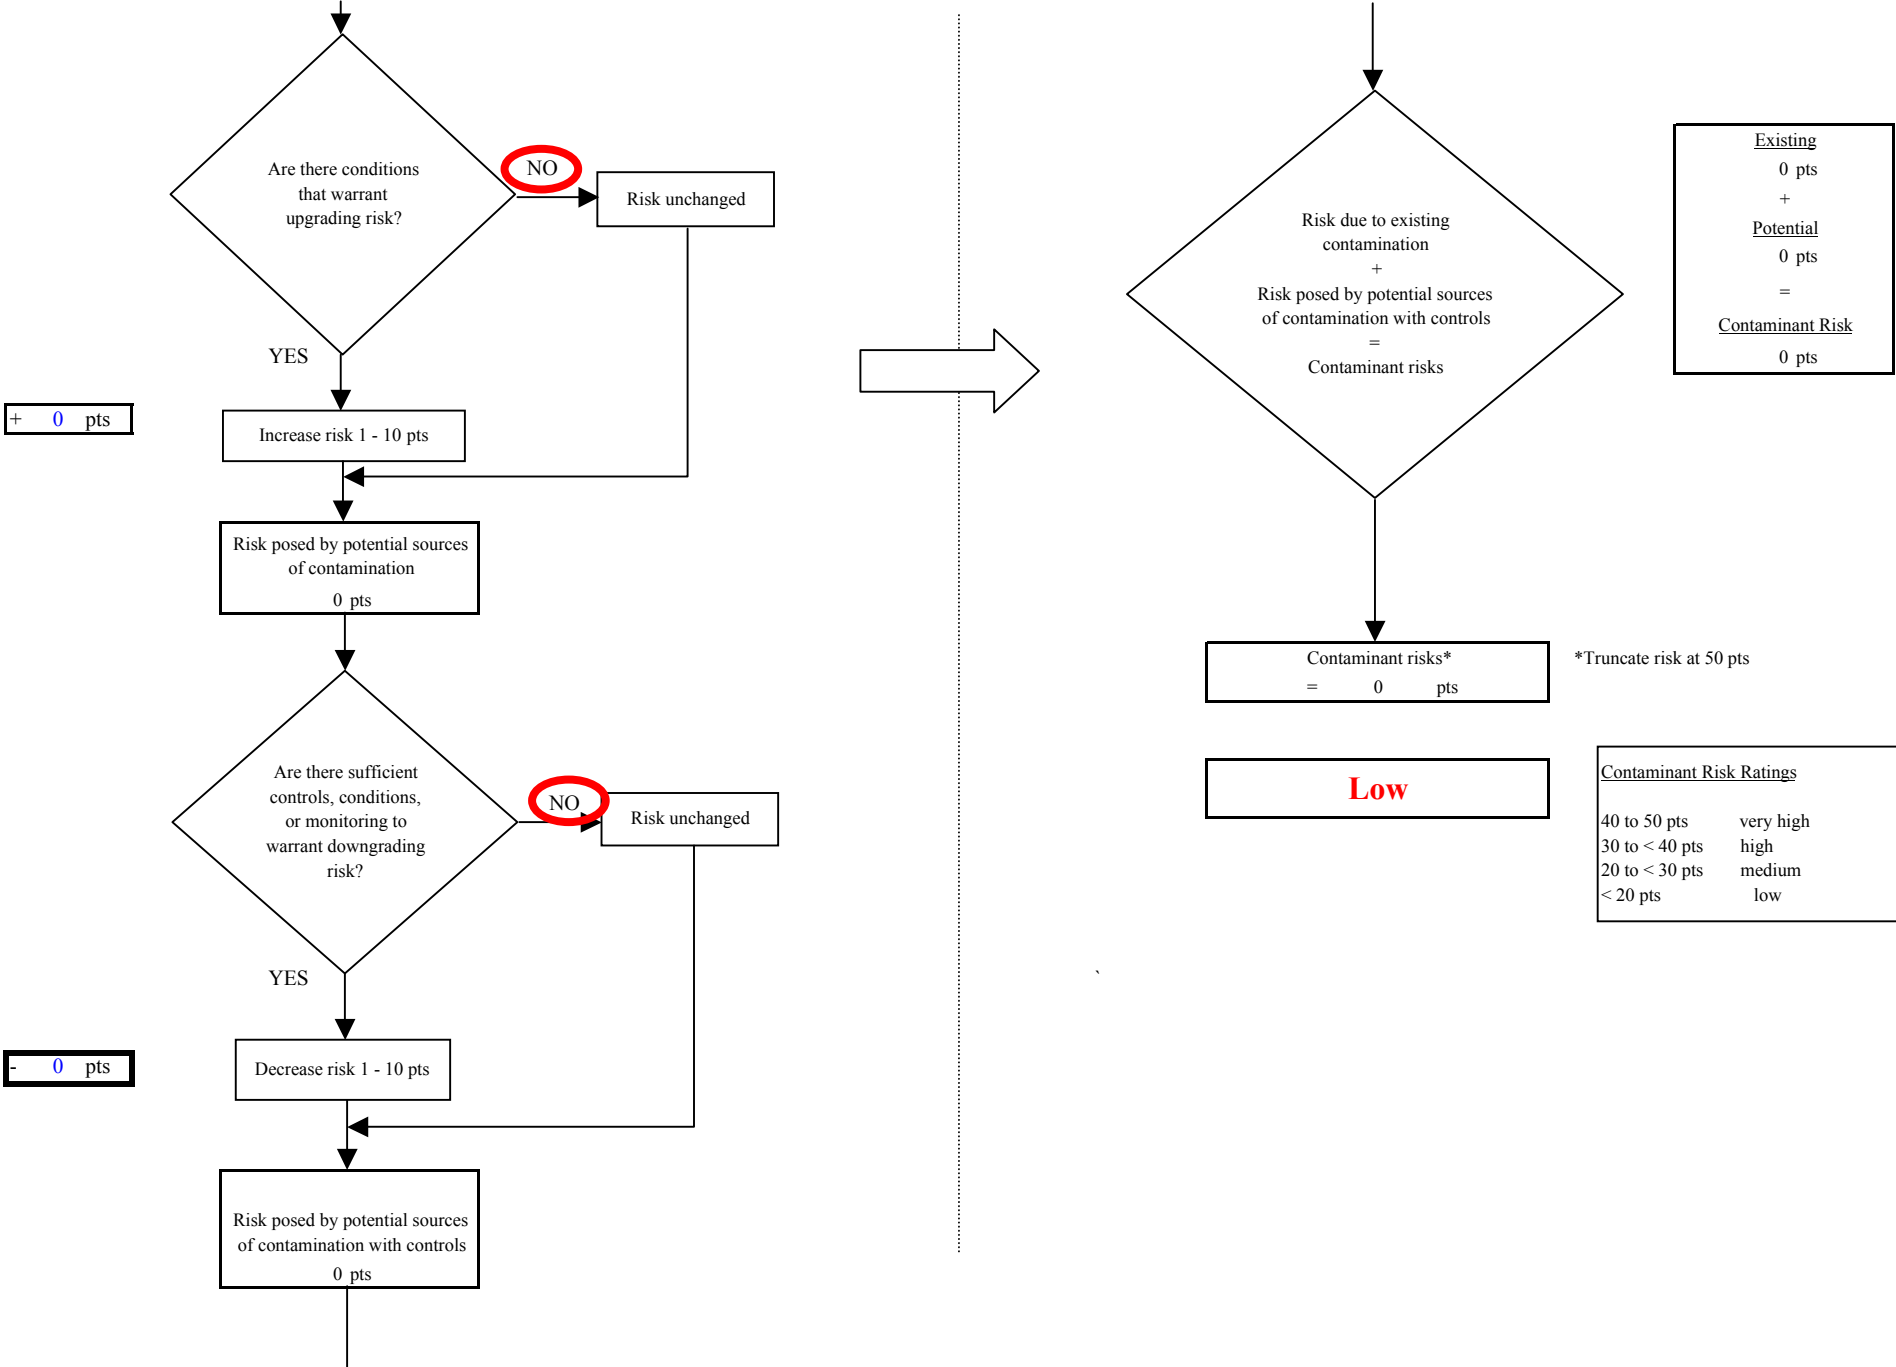 Are there conditions
that warrant
upgrading risk?
NO
Risk unchanged
YES
+ 0 pts
Increase risk 1 - 10 pts
Risk posed by potential sources
of contamination
0 pts
Are there sufficient
controls, conditions,
or monitoring to
warrant downgrading
risk?
NO
Risk unchanged
YES
- 0 pts
Decrease risk 1 - 10 pts
Risk posed by potential sources
of contamination with controls
0 pts
Risk due to existing
contamination
+
Risk posed by potential sources
of contamination with controls
=
Contaminant risks
Existing
0 pts
+
Potential
0 pts
=
Contaminant Risk
0 pts
Contaminant risks*
= 0 pts
*Truncate risk at 50 pts
Low
Contaminant Risk Ratings
40 to 50 pts very high
30 to < 40 pts high
20 to < 30 pts medium
< 20 pts low
`